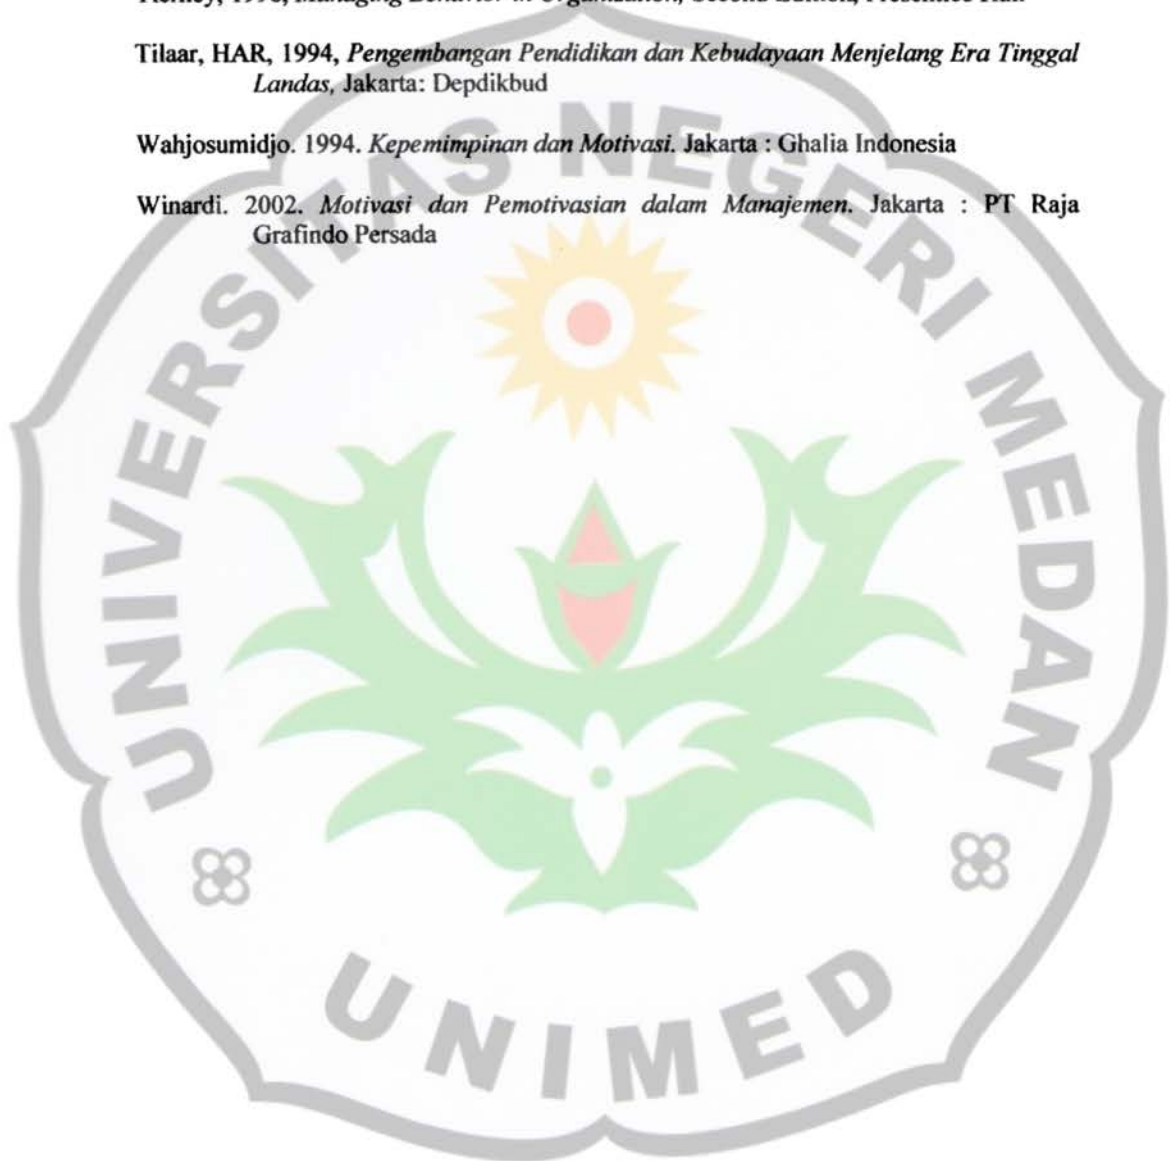 Tilaar, HAR, 1994, Pengembangan Pendidikan dan Kebudayaan Menjelang Era Tinggal
Landas, Jakarta: Depdikbud
Wahjosumidjo. 1994. Kepemimpinan dan Motivasi. Jakarta : Ghalia Indonesia
Winardi. 2002. Motivasi dan Pemotivasian dalam Manajemen. Jakarta : PT Raja
Grafindo Persada
UNIVERSITAS NEGERI MEDAN
UNIMED